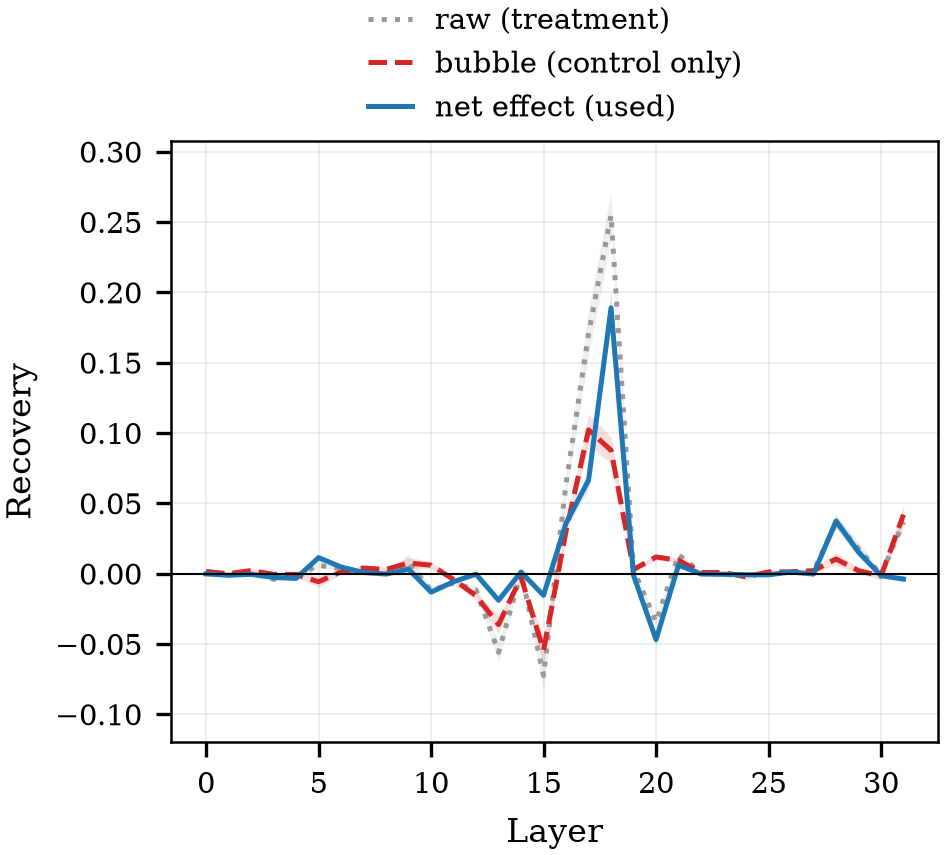 raw (treatment)
bubble (control only)
net effect (used)
0.30
0.25
0.20
0.15
0.10
0.05
0.00
−0.05
−0.10
Recovery
0 5 10 15 20 25 30
Layer